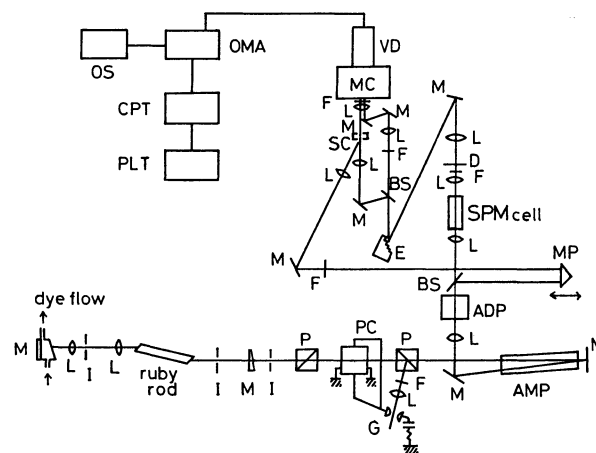 OS
OMA
VD
CPT
MC
F
L
M
M
PLT
SC
L
F
L
L
BS
M
E
M
L
D
F
L
SPM cell
L
M
F
BS
MP
ADP
dye flow
M
L
I
L
ruby
rod
I
M
I
P
PC
P
F
L
G
L
M
AMP
M